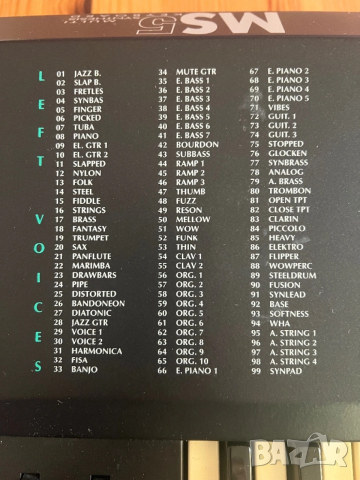 MS5
LEFT VOICES
01 JAZZ B.
02 SLAP B.
03 FRETLES
04 SYNBAS
05 FINGER
06 PICKED
07 TUBA
08 PIANO
09 EL. GTR 1
10 EL. GTR 2
11 SLAPPED
12 NYLON
13 FOLK
14 STEEL
15 FIDDLE
16 STRINGS
17 BRASS
18 FANTASY
19 TRUMPET
20 SAX
21 PANFLUTE
22 MARIMBA
23 DRAWBARS
24 PIPE
25 DISTORTED
26 BANDONEON
27 DIATONIC
28 JAZZ GTR
29 VOICE 1
30 VOICE 2
31 HARMONICA
32 FISA
33 BANJO
34 MUTE GTR
35 E. BASS 1
36 E. BASS 2
37 E. BASS 3
38 E. BASS 4
39 E. BASS 5
40 E. BASS 6
41 E. BASS 7
42 BOURDON
43 SUBBASS
44 RAMP 1
45 RAMP 2
46 RAMP 3
47 THUMB
48 FUZZ
49 RESON
50 MELLOW
51 WOW
52 FUNK
53 THIN
54 CLAV 1
55 CLAV 2
56 ORG. 1
57 ORG. 2
58 ORG. 3
59 ORG. 4
60 ORG. 5
61 ORG. 6
62 ORG. 7
63 ORG. 8
64 ORG. 9
65 ORG. 10
66 E. PIANO 1
67 E. PIANO 2
68 E. PIANO 3
69 E. PIANO 4
70 E. PIANO 5
71 VIBES
72 GUIT. 1
73 GUIT. 2
74 GUIT. 3
75 STOPPED
76 GLOCKEN
77 SYNBRASS
78 ANALOG
79 A. BRASS
80 TROMBON
81 OPEN TPT
82 CLOSE TPT
83 CLARIN
84 PICCOLO
85 HEAVY
86 ELEKTRO
87 FLIPPER
88 WOWPERC
89 STEELDRUM
90 FUSION
91 SYNLEAD
92 BASE
93 SOFTNESS
94 WHA
95 A. STRING 1
96 A. STRING 2
97 A. STRING 3
98 A. STRING 4
99 SYNPAD
bazar.bg